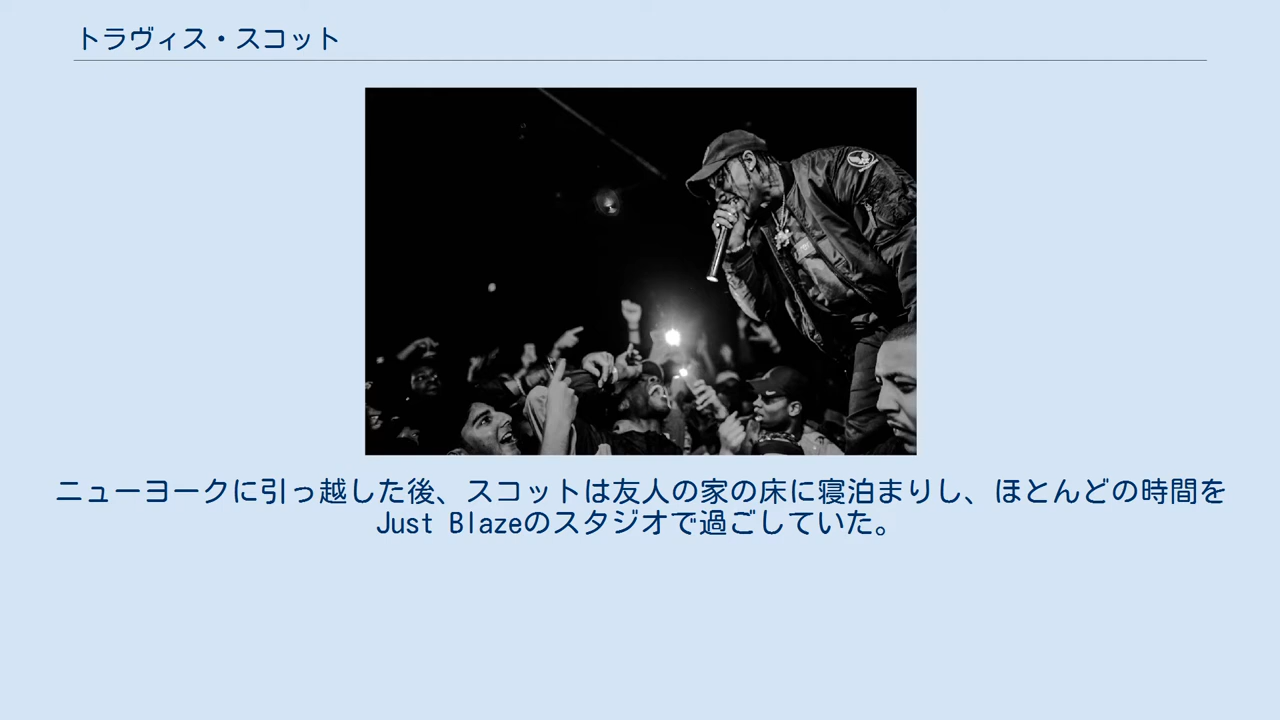 トラヴィス・スコット
ニューヨークに引っ越した後、スコットは友人の家の床に寝泊まりし、ほとんどの時間を
Just Blazeのスタジオで過ごしていた。